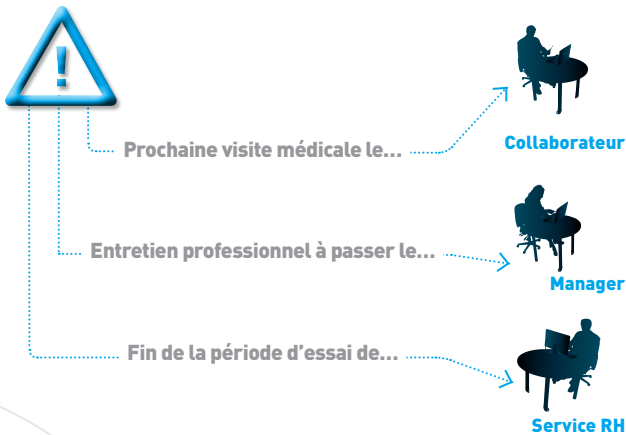 !
Prochaine visite médicale le...
Collaborateur
Entretien professionnel à passer le...
Manager
Fin de la période d’essai de...
Service RH